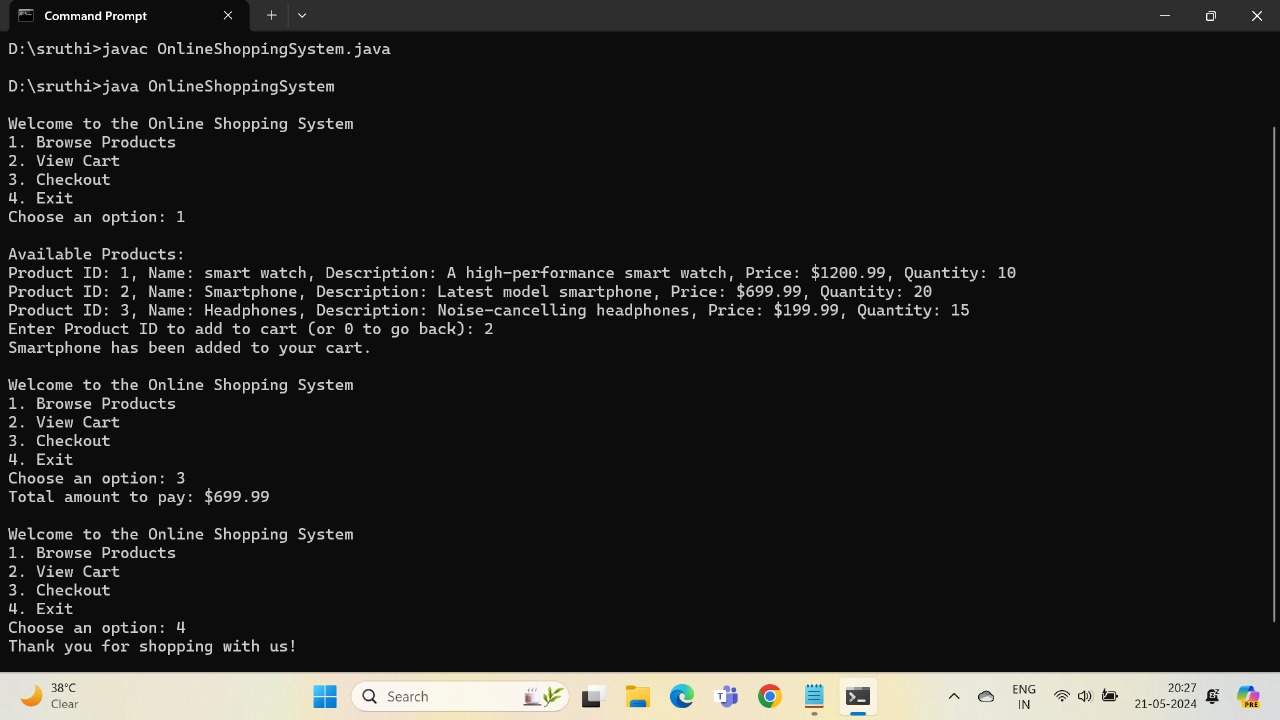 Command Prompt
D:\sruthi>javac OnlineShoppingSystem.java
D:\sruthi>java OnlineShoppingSystem
Welcome to the Online Shopping System
1. Browse Products
2. View Cart
3. Checkout
4. Exit
Choose an option: 1
Available Products:
Product ID: 1, Name: smart watch, Description: A high-performance smart watch, Price: $1200.99, Quantity: 10
Product ID: 2, Name: Smartphone, Description: Latest model smartphone, Price: $699.99, Quantity: 20
Product ID: 3, Name: Headphones, Description: Noise-cancelling headphones, Price: $199.99, Quantity: 15
Enter Product ID to add to cart (or 0 to go back): 2
Smartphone has been added to your cart.
Welcome to the Online Shopping System
1. Browse Products
2. View Cart
3. Checkout
4. Exit
Choose an option: 3
Total amount to pay: $699.99
Welcome to the Online Shopping System
1. Browse Products
2. View Cart
3. Checkout
4. Exit
Choose an option: 4
Thank you for shopping with us!
38°C
Clear
Search
ENG
IN
20:27
21-05-2024
PRE